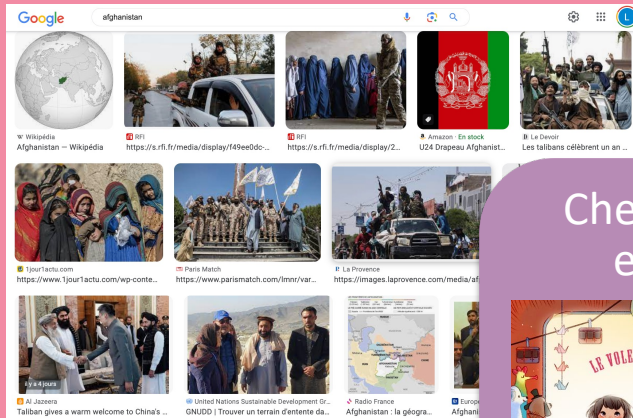 Google
afghanistan
L
Wikipédia
Afghanistan — Wikipédia
RFI
https://s.rfi.fr/media/display/f49ee0dc-...
RFI
https://s.rfi.fr/media/display/2...
Amazon · En stock
U24 Drapeau Afghanist...
Le Devoir
Les talibans célèbrent un an ...
1jour1actu.com
https://www.1jour1actu.com/wp-conte...
Paris Match
https://www.parismatch.com/lmnr/var...
La Provence
https://images.laprovence.com/media/af
Che
e
LE VOLE
il y a 4 jours
Al Jazeera
Taliban gives a warm welcome to China's ...
United Nations Sustainable Development Gr...
GNUDD | Trouver un terrain d'entente da...
Radio France
Afghanistan : la géogra...
Europe
Afghani